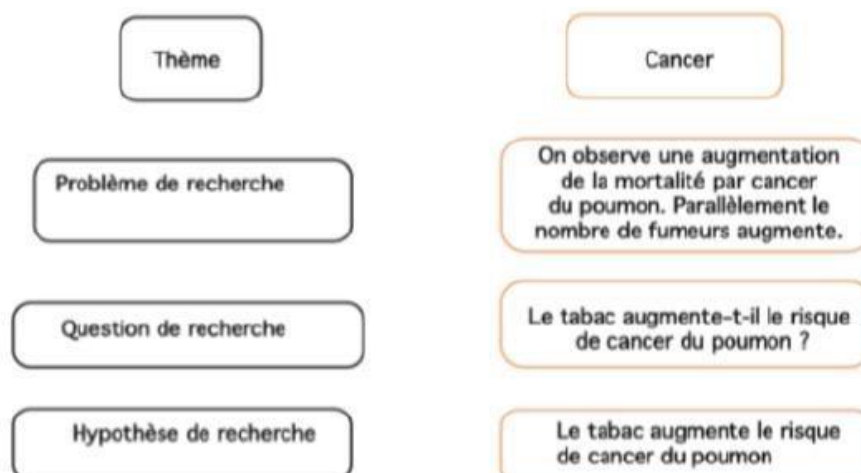 Thème
Cancer
Problème de recherche
On observe une augmentation
de la mortalité par cancer
du poumon. Parallèlement le
nombre de fumeurs augmente.
Question de recherche
Le tabac augmente-t-il le risque
de cancer du poumon ?
Hypothèse de recherche
Le tabac augmente le risque
de cancer du poumon